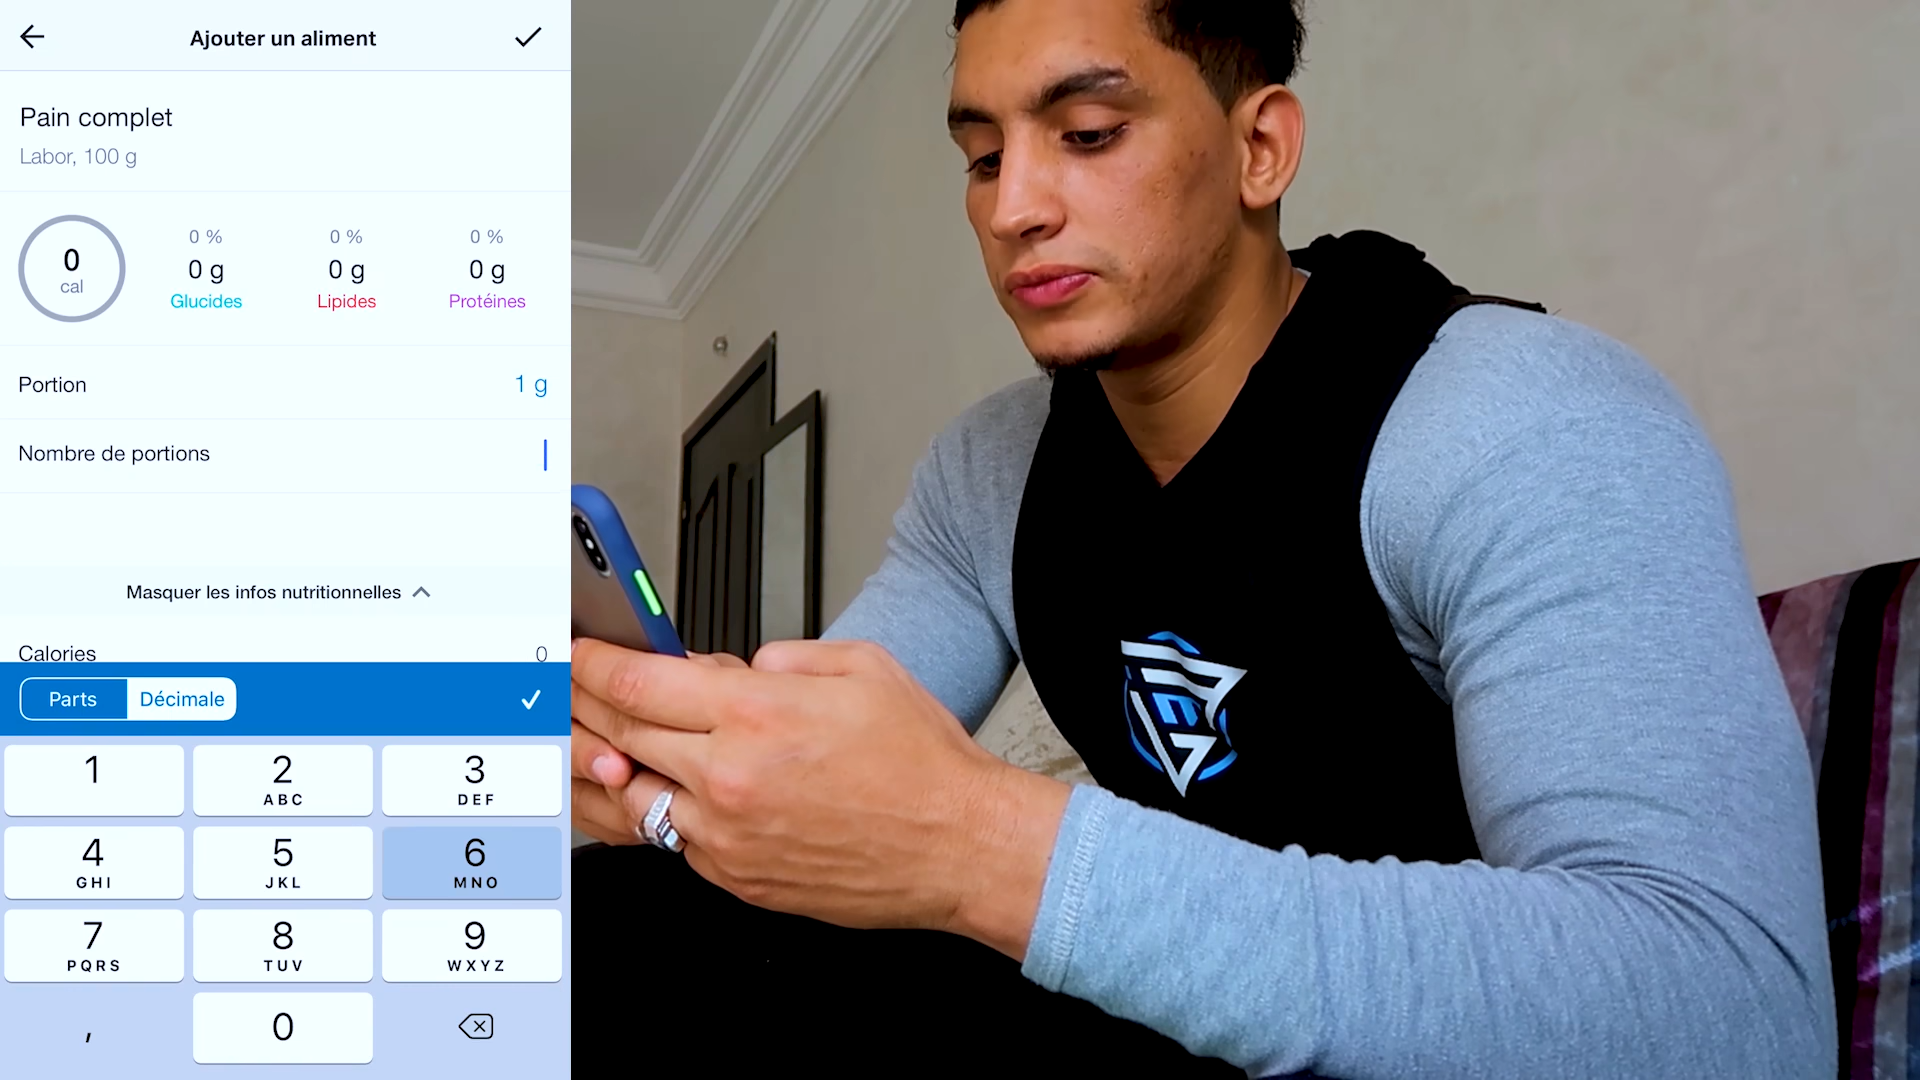 Ajouter un aliment
Pain complet
Labor, 100 g
0
cal
0 %
0 g
Glucides
0 %
0 g
Lipides
0 %
0 g
Protéines
Portion
1 g
Nombre de portions
Masquer les infos nutritionnelles
Calories
0
Parts
Décimale
1
2
ABC
3
DEF
4
GHI
5
JKL
6
MNO
7
PQRS
8
TUV
9
WXYZ
,
0